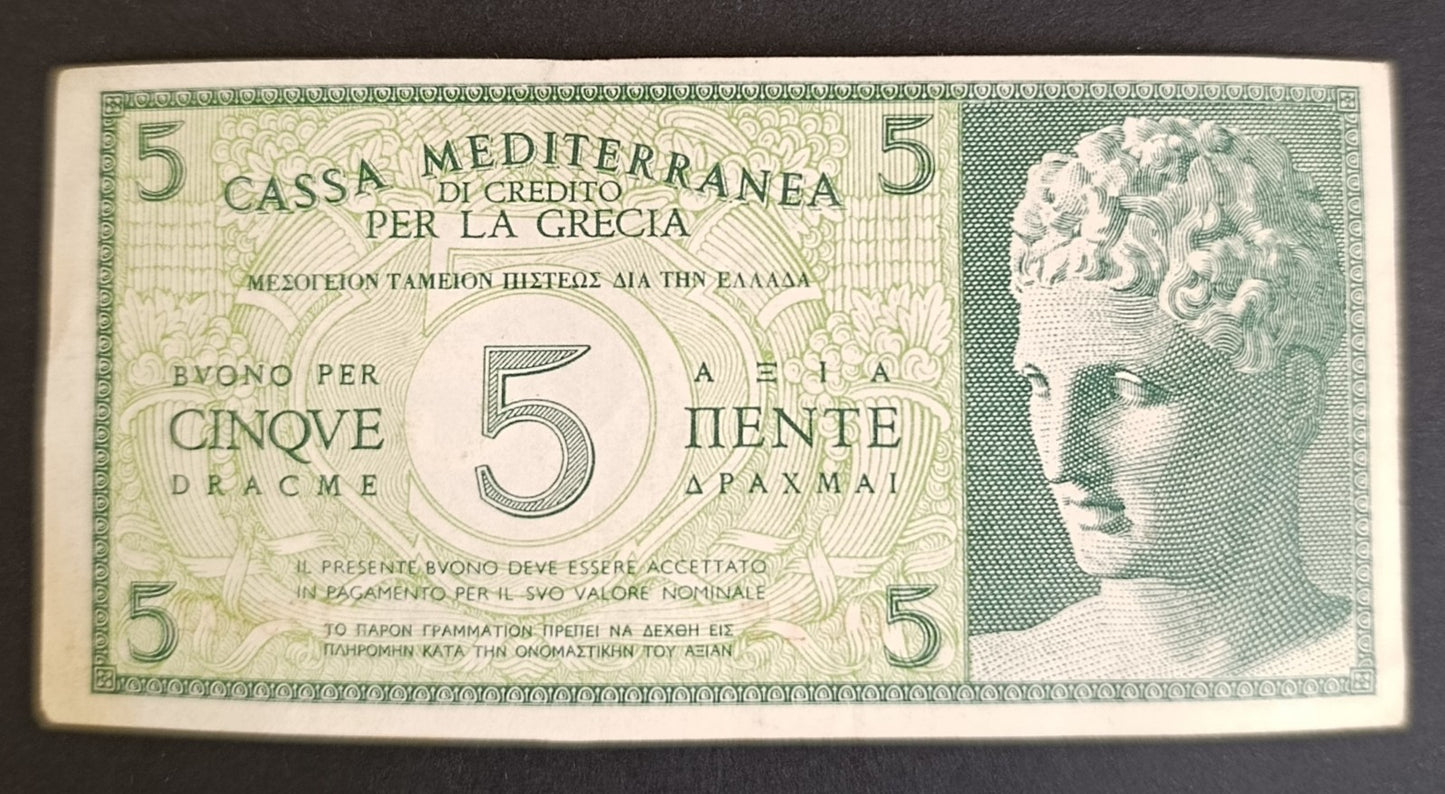 5 5
CASSA MEDITERRANEA
DI CREDITO
PER LA GRECIA
ΜΕΣΟΓΕΙΟΝ ΤΑΜΕΙΟΝ ΠΙΣΤΕΩΣ ΔΙΑ ΤΗΝ ΕΛΛΑΔΑ
BVONO PER
CINQVE
DRACME
5
ΑΞΙΑ
ΠΕΝΤΕ
ΔΡΑΧΜΑΙ
IL PRESENTE BVONO DEVE ESSERE ACCETTATO
IN PAGAMENTO PER IL SVO VALORE NOMINALE
ΤΟ ΠΑΡΟΝ ΓΡΑΜΜΑΤΙΟΝ ΠΡΕΠΕΙ ΝΑ ΔΕΧΘΗ ΕΙΣ
ΠΛΗΡΟΜΗΝ ΚΑΤΑ ΤΗΝ ΟΝΟΜΑΣΤΙΚΗΝ ΤΟΥ ΑΞΙΑΝ
5 5